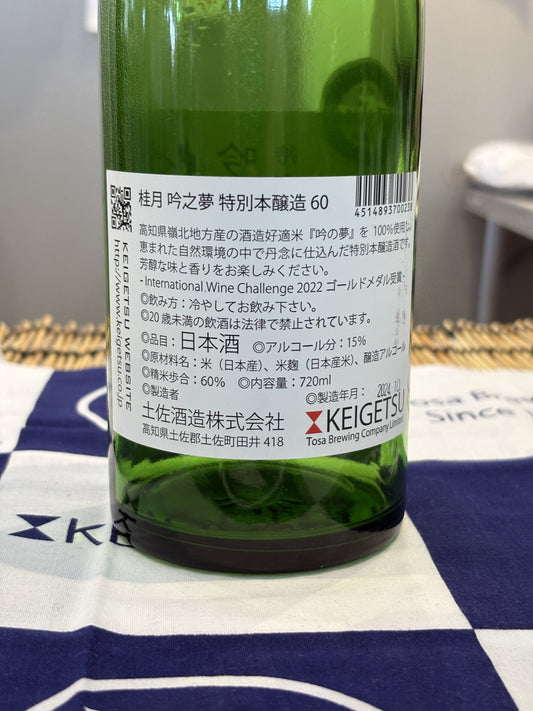 桂月 吟之夢 特別本醸造 60
4514893700238
高知県嶺北地方産の酒造好適米『吟の夢』を 100%使用し、
恵まれた自然環境の中で丹念に仕込んだ特別本醸造酒です。
芳醇な味と香りをお楽しみください。
-International Wine Challenge 2022 ゴールドメダル受賞-
◎飲み方：冷やしてお飲み下さい。
◎20歳未満の飲酒は法律で禁止されています。
◎品目：日本酒 ◎アルコール分：15%
◎原材料名：米（日本産）、米麹（日本産米）、醸造アルコール
◎精米歩合：60% ◎内容量：720ml
◎製造者 ◎製造年月： 2024. 10.
土佐酒造株式会社
高知県土佐郡土佐町田井 418
KEIGETSU
Tosa Brewing Company Limited.
KEIGETSU WEBSITE
http://www.keigetsu.jp
吟
Tosa
Since
KE